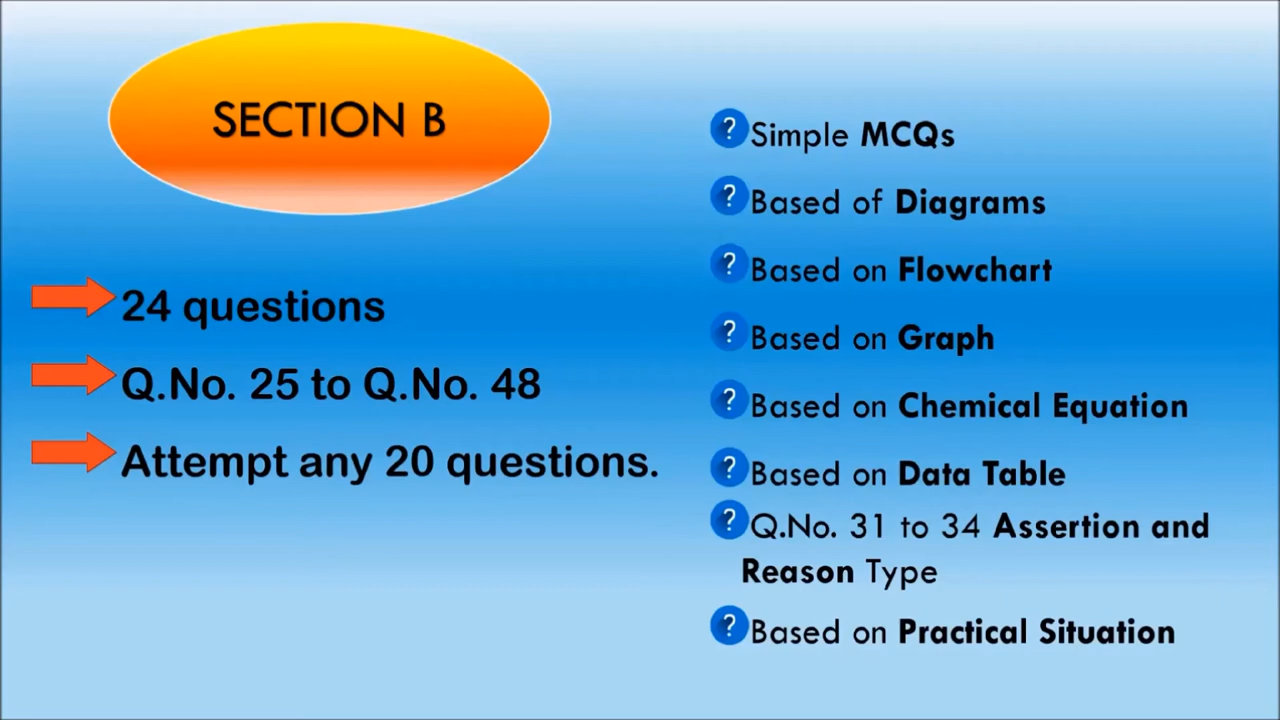 SECTION B
24 questions
Q.No. 25 to Q.No. 48
Attempt any 20 questions.
? Simple MCQs
? Based of Diagrams
? Based on Flowchart
? Based on Graph
? Based on Chemical Equation
? Based on Data Table
? Q.No. 31 to 34 Assertion and
Reason Type
? Based on Practical Situation